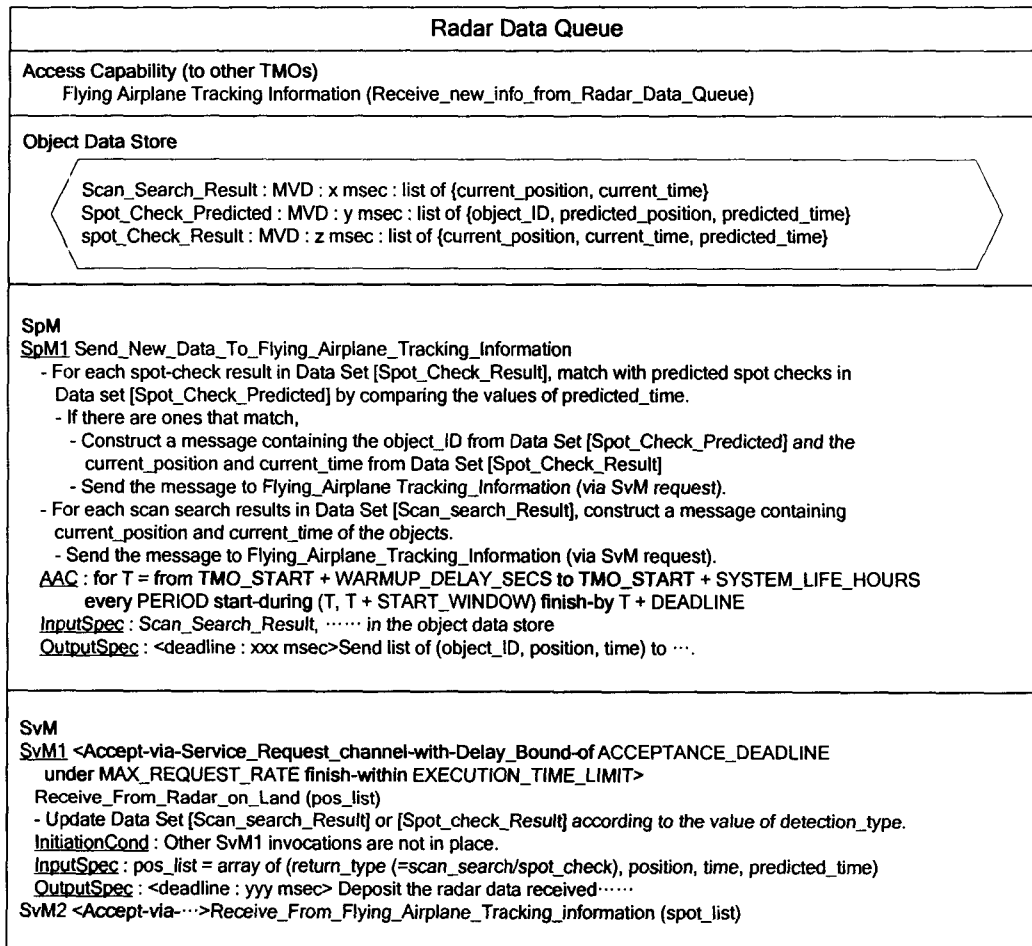 Radar Data Queue
Access Capability (to other TMOs)
Flying Airplane Tracking Information (Receive_new_info_from_Radar_Data_Queue)
Object Data Store
Scan_Search_Result : MVD : x msec : list of {current_position, current_time}
Spot_Check_Predicted : MVD : y msec : list of {object_ID, predicted_position, predicted_time}
spot_Check_Result : MVD : z msec : list of {current_position, current_time, predicted_time}
SpM
SpM1 Send_New_Data_To_Flying_Airplane_Tracking_Information
- For each spot-check result in Data Set [Spot_Check_Result], match with predicted spot checks in
Data set [Spot_Check_Predicted] by comparing the values of predicted_time.
- If there are ones that match,
- Construct a message containing the object_ID from Data Set [Spot_Check_Predicted] and the
current_position and current_time from Data Set [Spot_Check_Result]
- Send the message to Flying_Airplane Tracking_Information (via SvM request).
- For each scan search results in Data Set [Scan_search_Result], construct a message containing
current_position and current_time of the objects.
- Send the message to Flying_Airplane_Tracking_Information (via SvM request).
AAC : for T = from TMO_START + WARMUP_DELAY_SECS to TMO_START + SYSTEM_LIFE_HOURS
every PERIOD start-during (T, T + START_WINDOW) finish-by T + DEADLINE
InputSpec : Scan_Search_Result, ⋯⋯ in the object data store
OutputSpec : <deadline : xxx msec>Send list of (object_ID, position, time) to ⋯.
SvM
SvM1 <Accept-via-Service_Request_channel-with-Delay_Bound-of ACCEPTANCE_DEADLINE
under MAX_REQUEST_RATE finish-within EXECUTION_TIME_LIMIT>
Receive_From_Radar_on_Land (pos_list)
- Update Data Set [Scan_search_Result] or [Spot_check_Result] according to the value of detection_type.
InitiationCond : Other SvM1 invocations are not in place.
InputSpec : pos_list = array of (return_type (=scan_search/spot_check), position, time, predicted_time)
OutputSpec : <deadline : yyy msec> Deposit the radar data received⋯⋯
SvM2 <Accept-via-⋯>Receive_From_Flying_Airplane_Tracking_information (spot_list)